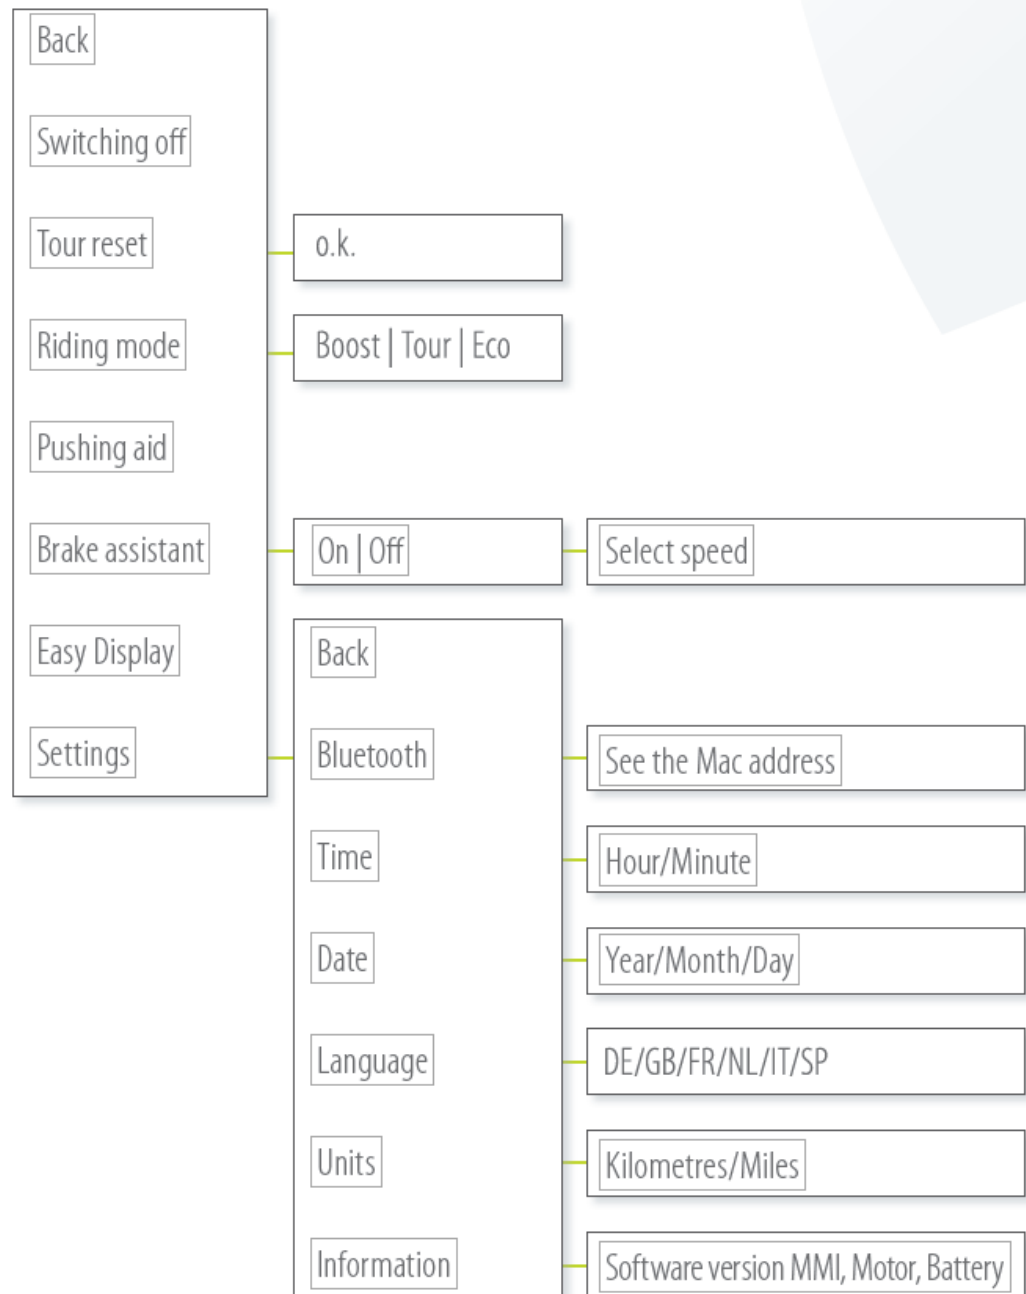 Back
Switching off
Tour reset
o.k.
Riding mode
Boost | Tour | Eco
Pushing aid
Brake assistant
On | Off
Select speed
Easy Display
Back
Settings
Bluetooth
See the Mac address
Time
Hour/Minute
Date
Year/Month/Day
Language
DE/GB/FR/NL/IT/SP
Units
Kilometres/Miles
Information
Software version MMI, Motor, Battery